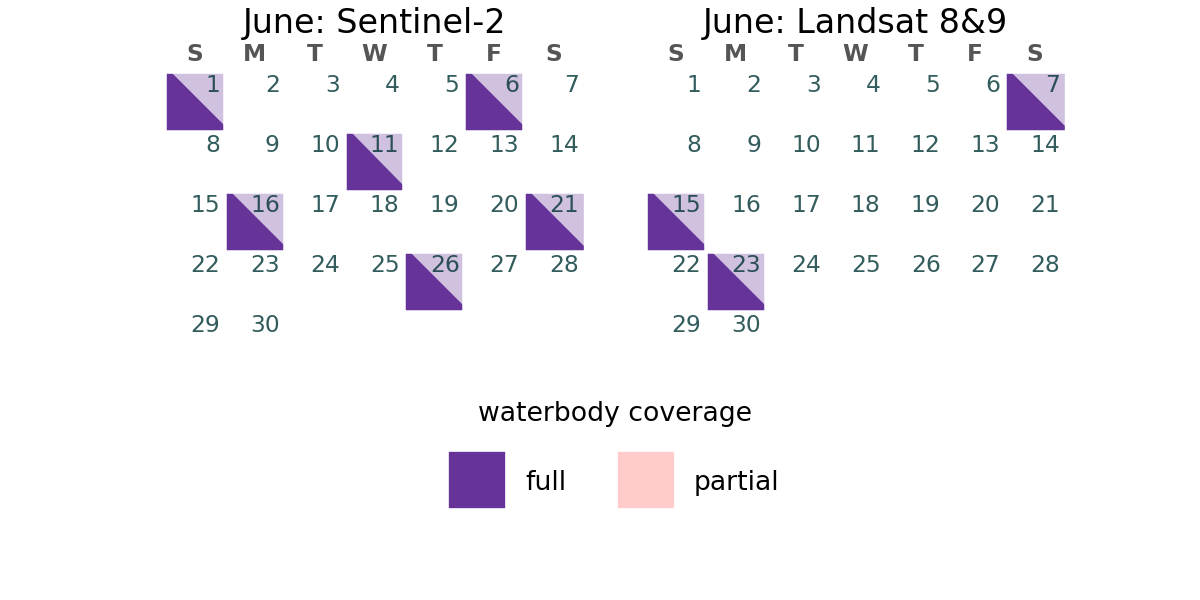 June: Sentinel-2
S M T W T F S
1 2 3 4 5 6 7
8 9 10 11 12 13 14
15 16 17 18 19 20 21
22 23 24 25 26 27 28
29 30
June: Landsat 8&9
S M T W T F S
1 2 3 4 5 6 7
8 9 10 11 12 13 14
15 16 17 18 19 20 21
22 23 24 25 26 27 28
29 30
waterbody coverage
full partial